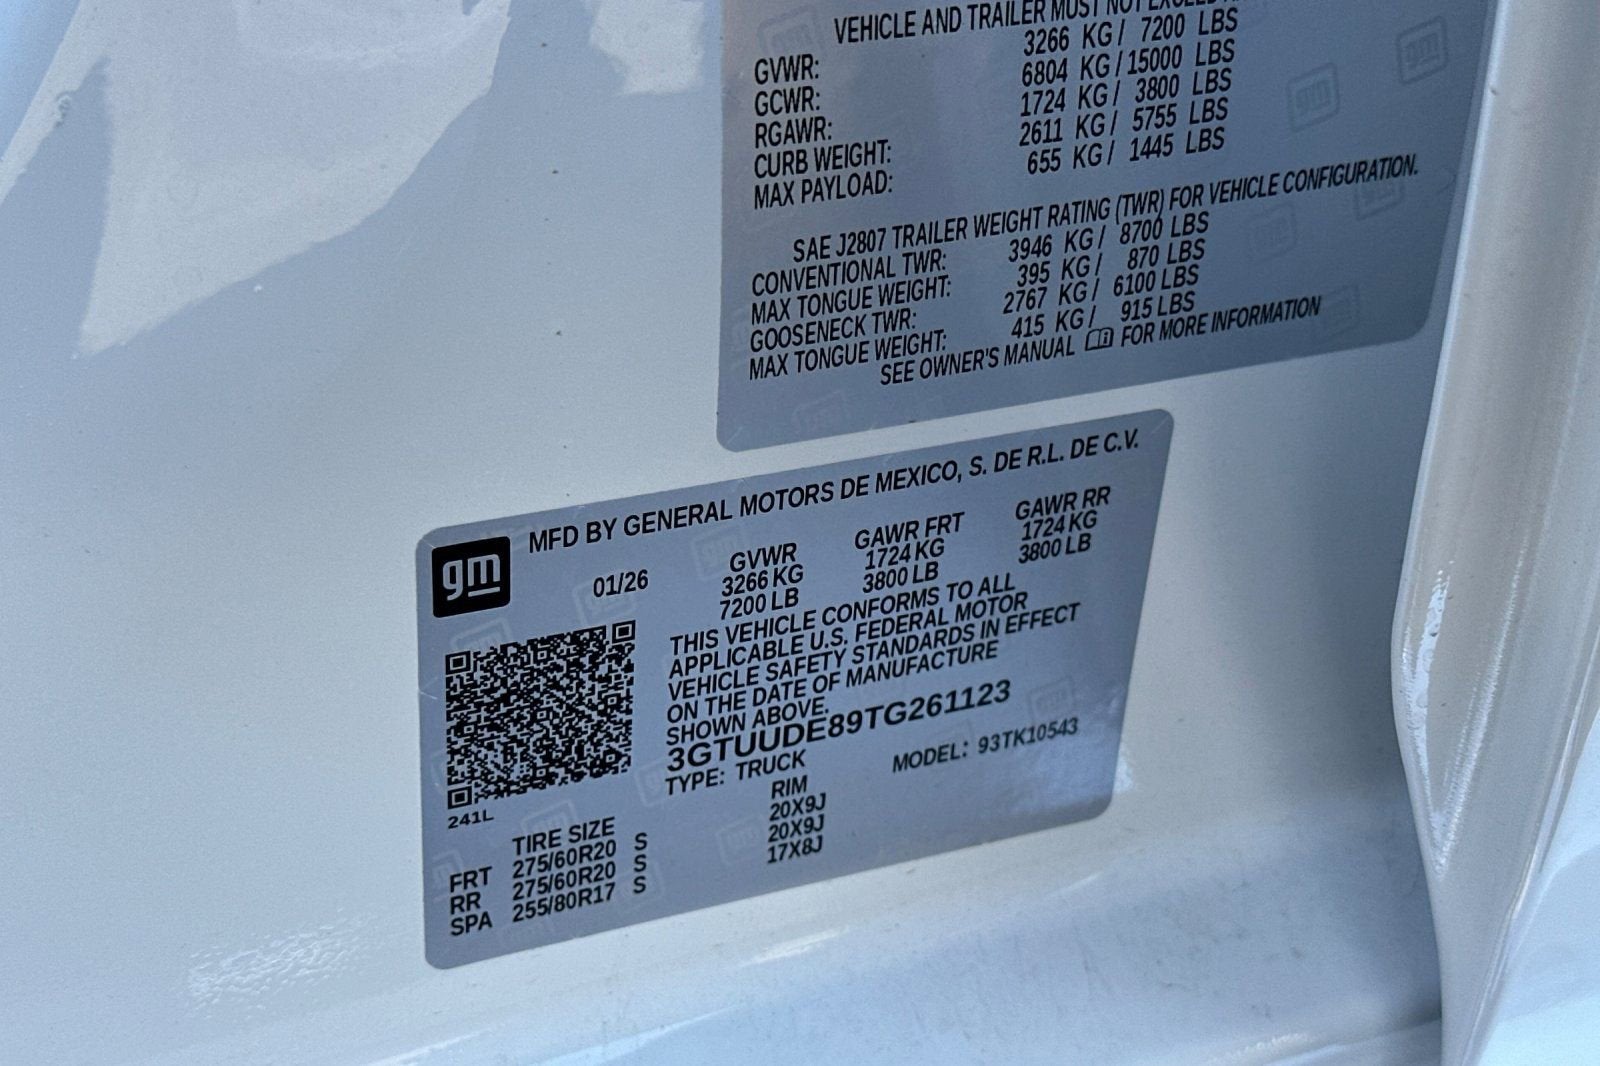 VEHICLE AND TRAILER MUST NOT EXCEED
GVWR: 3266 KG/ 7200 LBS
GCWR: 6804 KG/ 15000 LBS
RGAWR: 1724 KG/ 3800 LBS
CURB WEIGHT: 2611 KG/ 5755 LBS
MAX PAYLOAD: 655 KG/ 1445 LBS
SAE J2807 TRAILER WEIGHT RATING (TWR) FOR VEHICLE CONFIGURATION.
CONVENTIONAL TWR: 3946 KG/ 8700 LBS
MAX TONGUE WEIGHT: 395 KG/ 870 LBS
GOOSENECK TWR: 2767 KG/ 6100 LBS
MAX TONGUE WEIGHT: 415 KG/ 915 LBS
SEE OWNER'S MANUAL FOR MORE INFORMATION
MFD BY GENERAL MOTORS DE MEXICO, S. DE R.L. DE C.V.
gm
01/26 GVWR GAWR FRT GAWR RR
3266 KG 1724 KG 1724 KG
7200 LB 3800 LB 3800 LB
THIS VEHICLE CONFORMS TO ALL
APPLICABLE U.S. FEDERAL MOTOR
VEHICLE SAFETY STANDARDS IN EFFECT
ON THE DATE OF MANUFACTURE
SHOWN ABOVE.
3GTUUDE89TG261123
TYPE: TRUCK MODEL: 93TK10543
241L
TIRE SIZE RIM
FRT 275/60R20 S 20X9J
RR 275/60R20 S 20X9J
SPA 255/80R17 S 17X8J